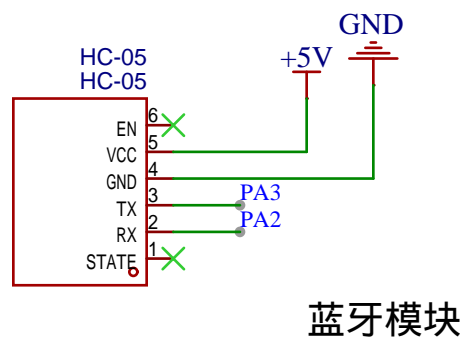 GND
+5V
HC-05
HC-05
EN 6
VCC 5
GND 4
TX 3 PA3
RX 2 PA2
STATE 1
蓝牙模块